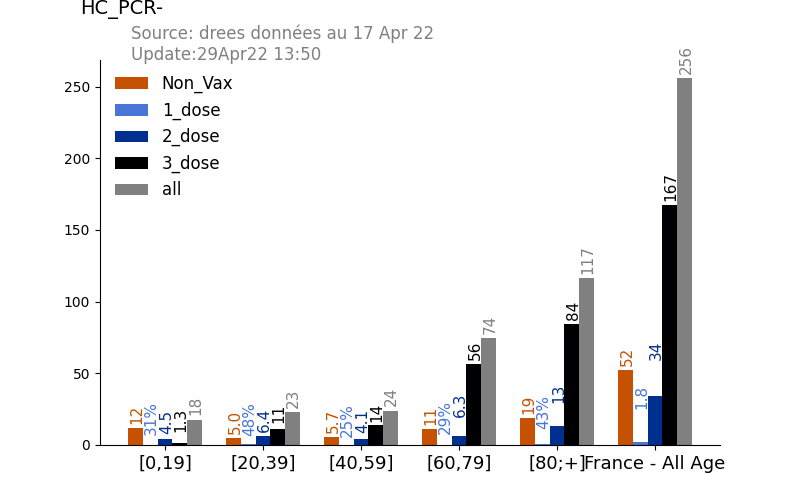 HC_PCR-
Source: drees données au 17 Apr 22
Update:29Apr22 13:50
Non_Vax
1_dose
2_dose
3_dose
all
250
200
150
100
50
0
12 31% 4.5 1.3 18
5.0 48% 6.4 11 23
5.7 25% 4.1 14 24
11 29% 6.3 56 74
19 43% 13 84 117
52 1.8 34 167 256
[0,19] [20,39] [40,59] [60,79] [80;+] France - All Age